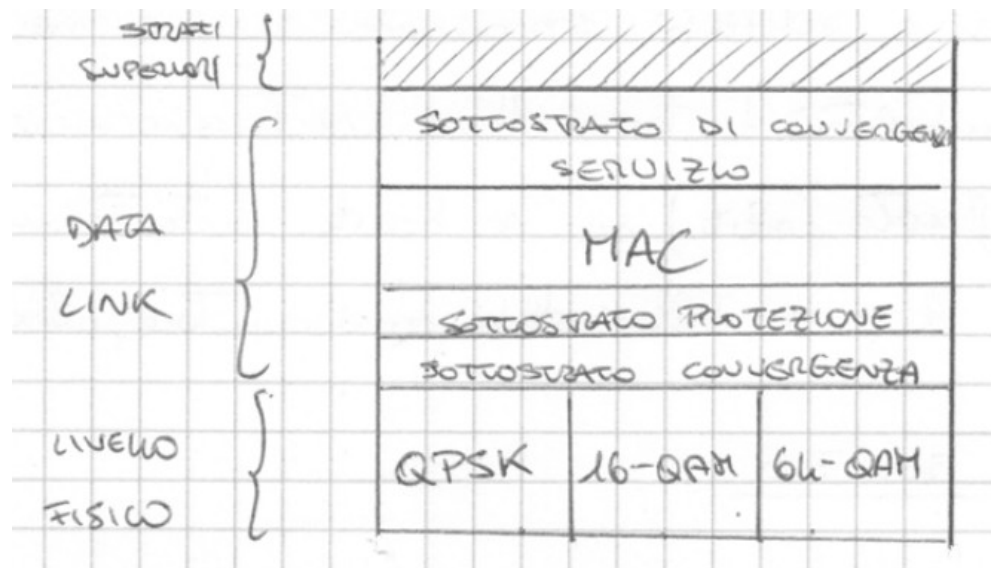 STRATI
SUPERIORI
SOTTOSTRATO DI CONVERGENZA
SERVIZIO
DATA
LINK
MAC
SOTTOSTRATO PROTEZIONE
SOTTOSTRATO CONVERGENZA
LIVELLO
FISICO
QPSK 16-QAM 64-QAM